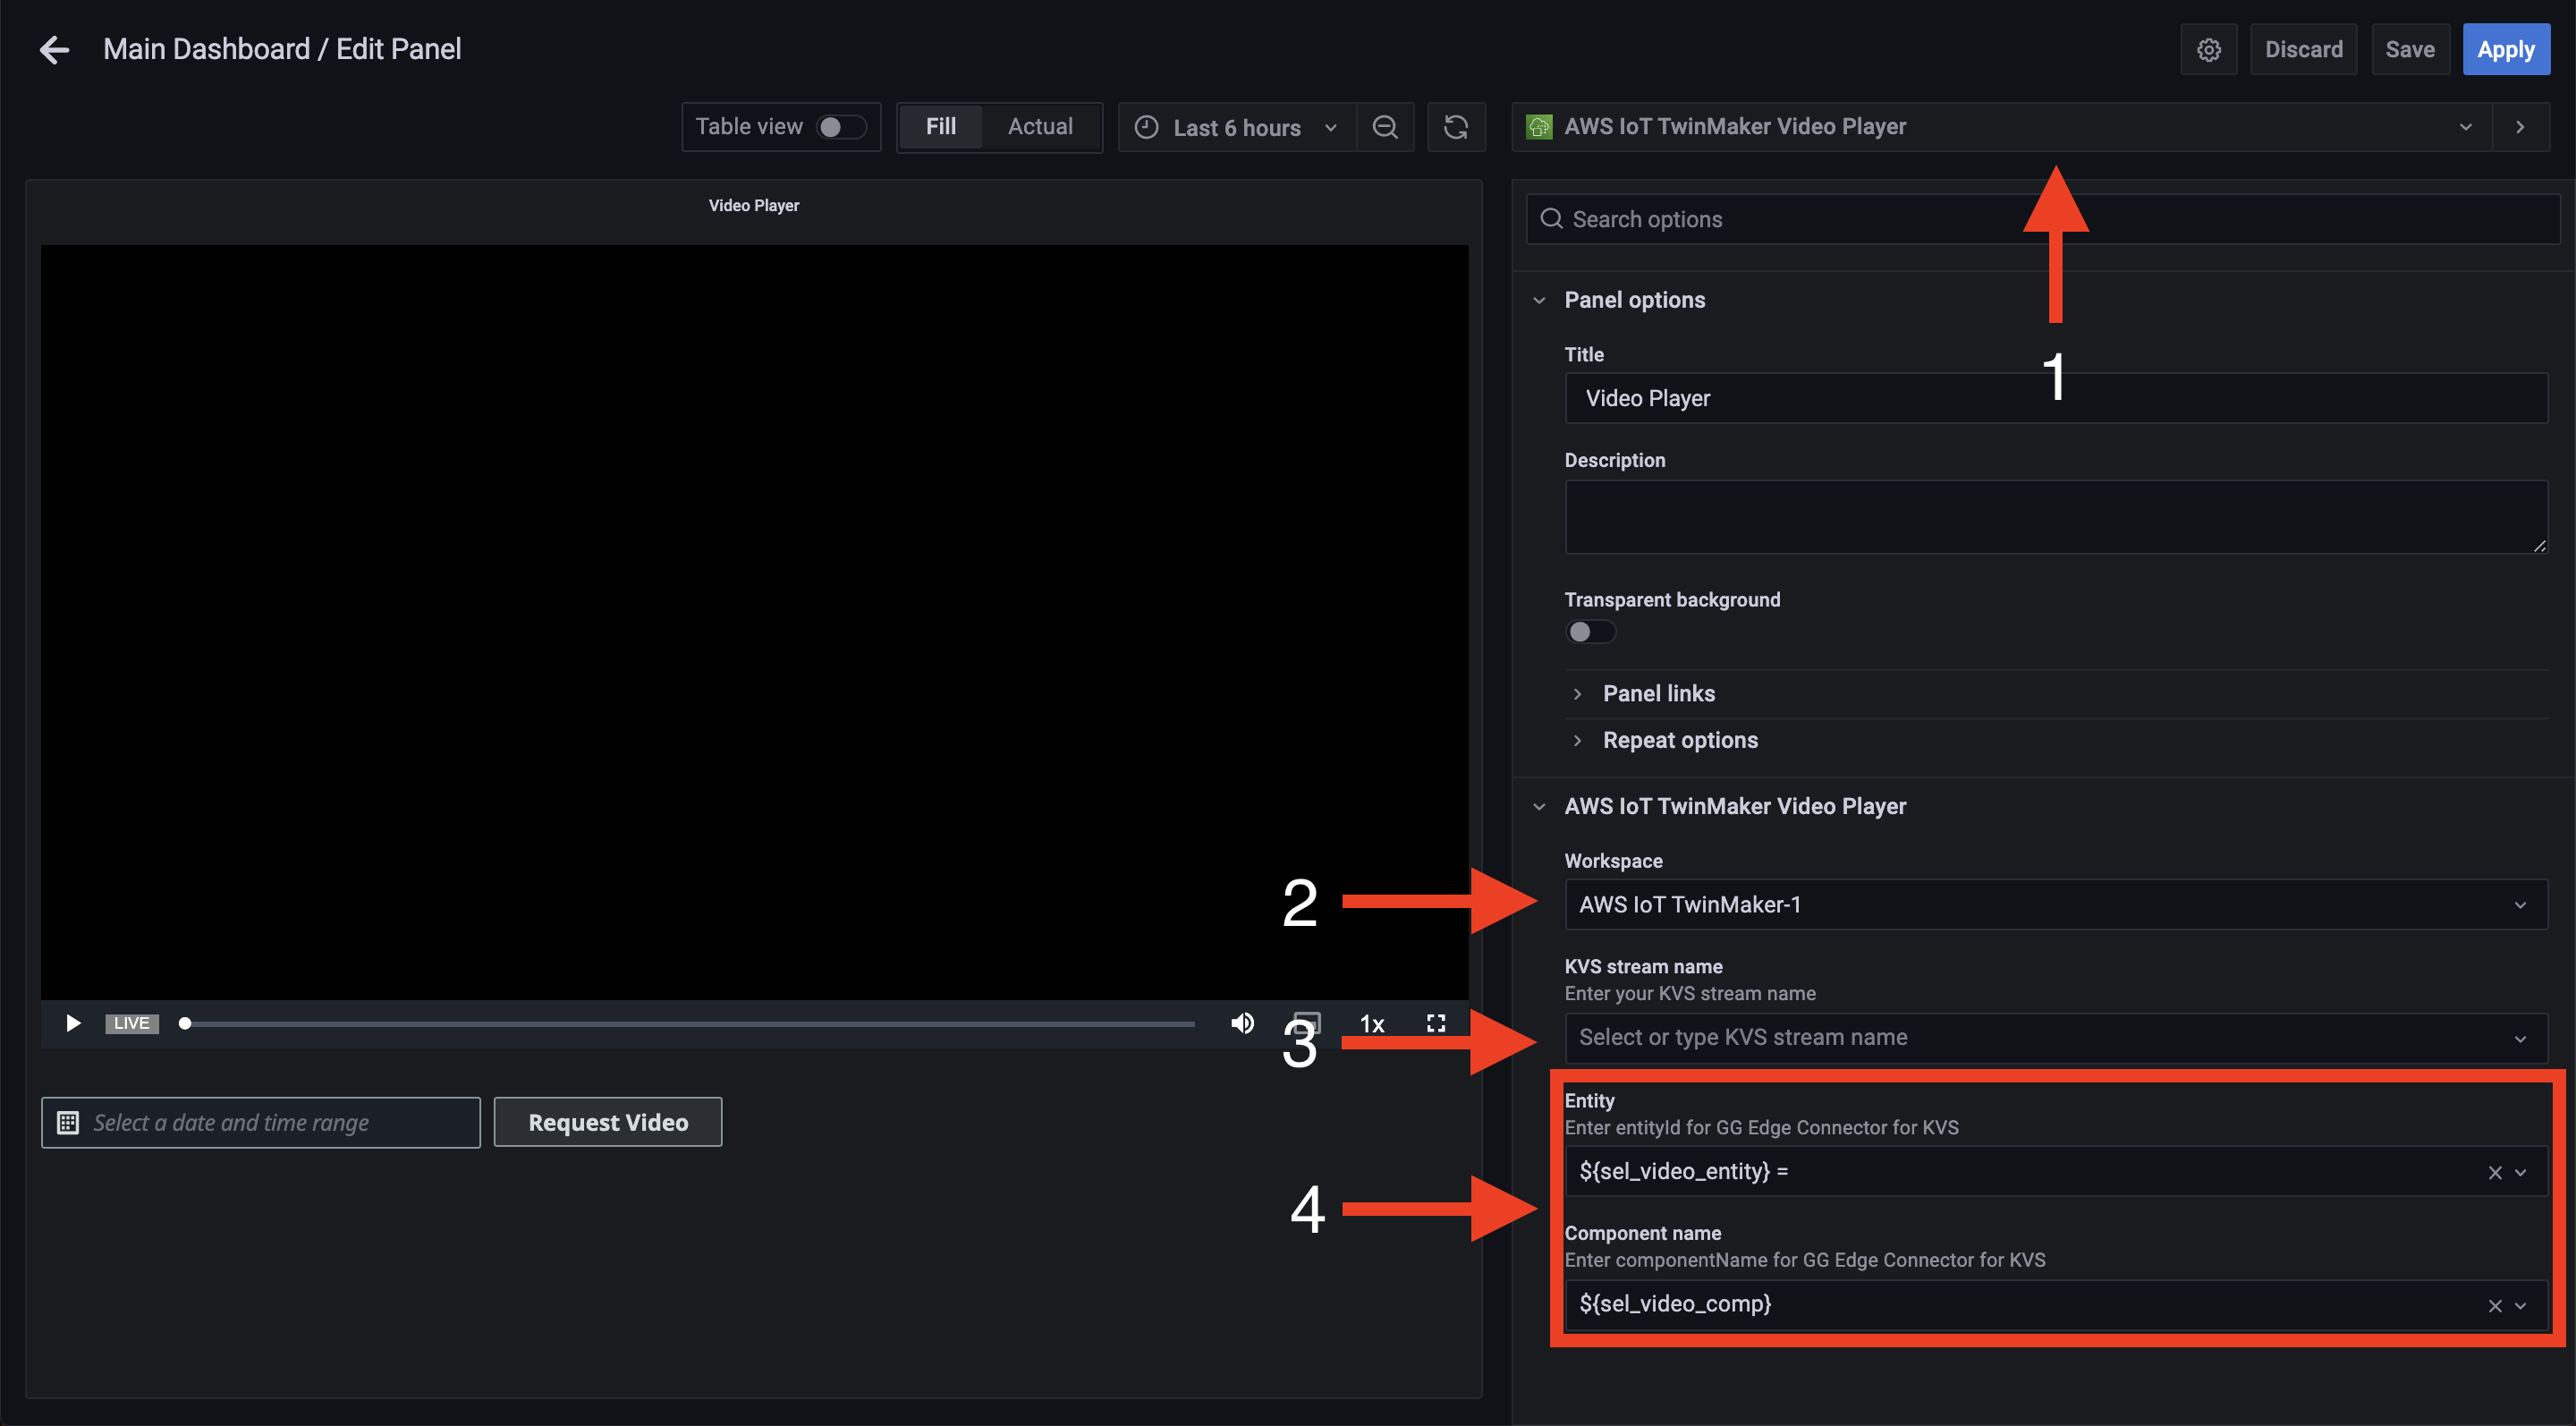 Main Dashboard / Edit Panel
Discard
Save
Apply
Table view
Fill
Actual
Last 6 hours
AWS IoT TwinMaker Video Player
Video Player
Search options
Panel options
1
Title
Video Player
Description
Transparent background
Panel links
Repeat options
AWS IoT TwinMaker Video Player
Workspace
2
AWS IoT TwinMaker-1
KVS stream name
Enter your KVS stream name
LIVE
1x
3
Select or type KVS stream name
Select a date and time range
Request Video
Entity
Enter entityId for GG Edge Connector for KVS
${sel_video_entity} =
4
Component name
Enter componentName for GG Edge Connector for KVS
${sel_video_comp}